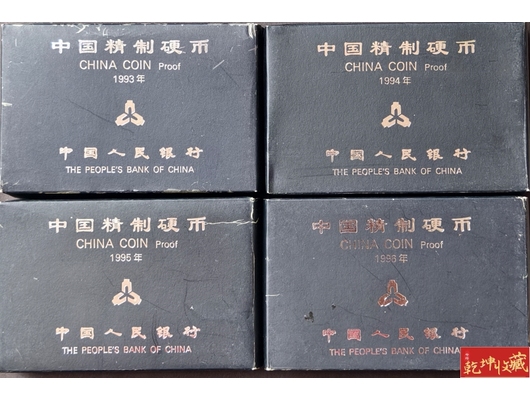 中国精制硬币
CHINA COIN Proof
1993年
中国人民银行
THE PEOPLE'S BANK OF CHINA
中国精制硬币
CHINA COIN Proof
1994年
中国人民银行
THE PEOPLE'S BANK OF CHINA
中国精制硬币
CHINA COIN Proof
1995年
中国人民银行
THE PEOPLE'S BANK OF CHINA
中国精制硬币
CHINA COIN Proof
1996年
中国人民银行
THE PEOPLE'S BANK OF CHINA
乾坤收藏